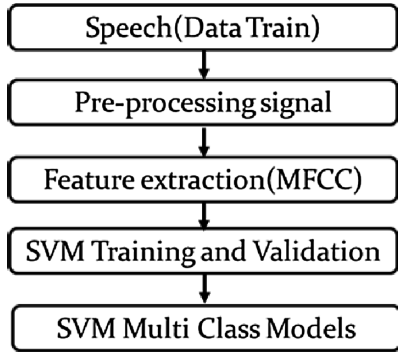 Speech(Data Train)
Pre-processing signal
Feature extraction(MFCC)
SVM Training and Validation
SVM Multi Class Models